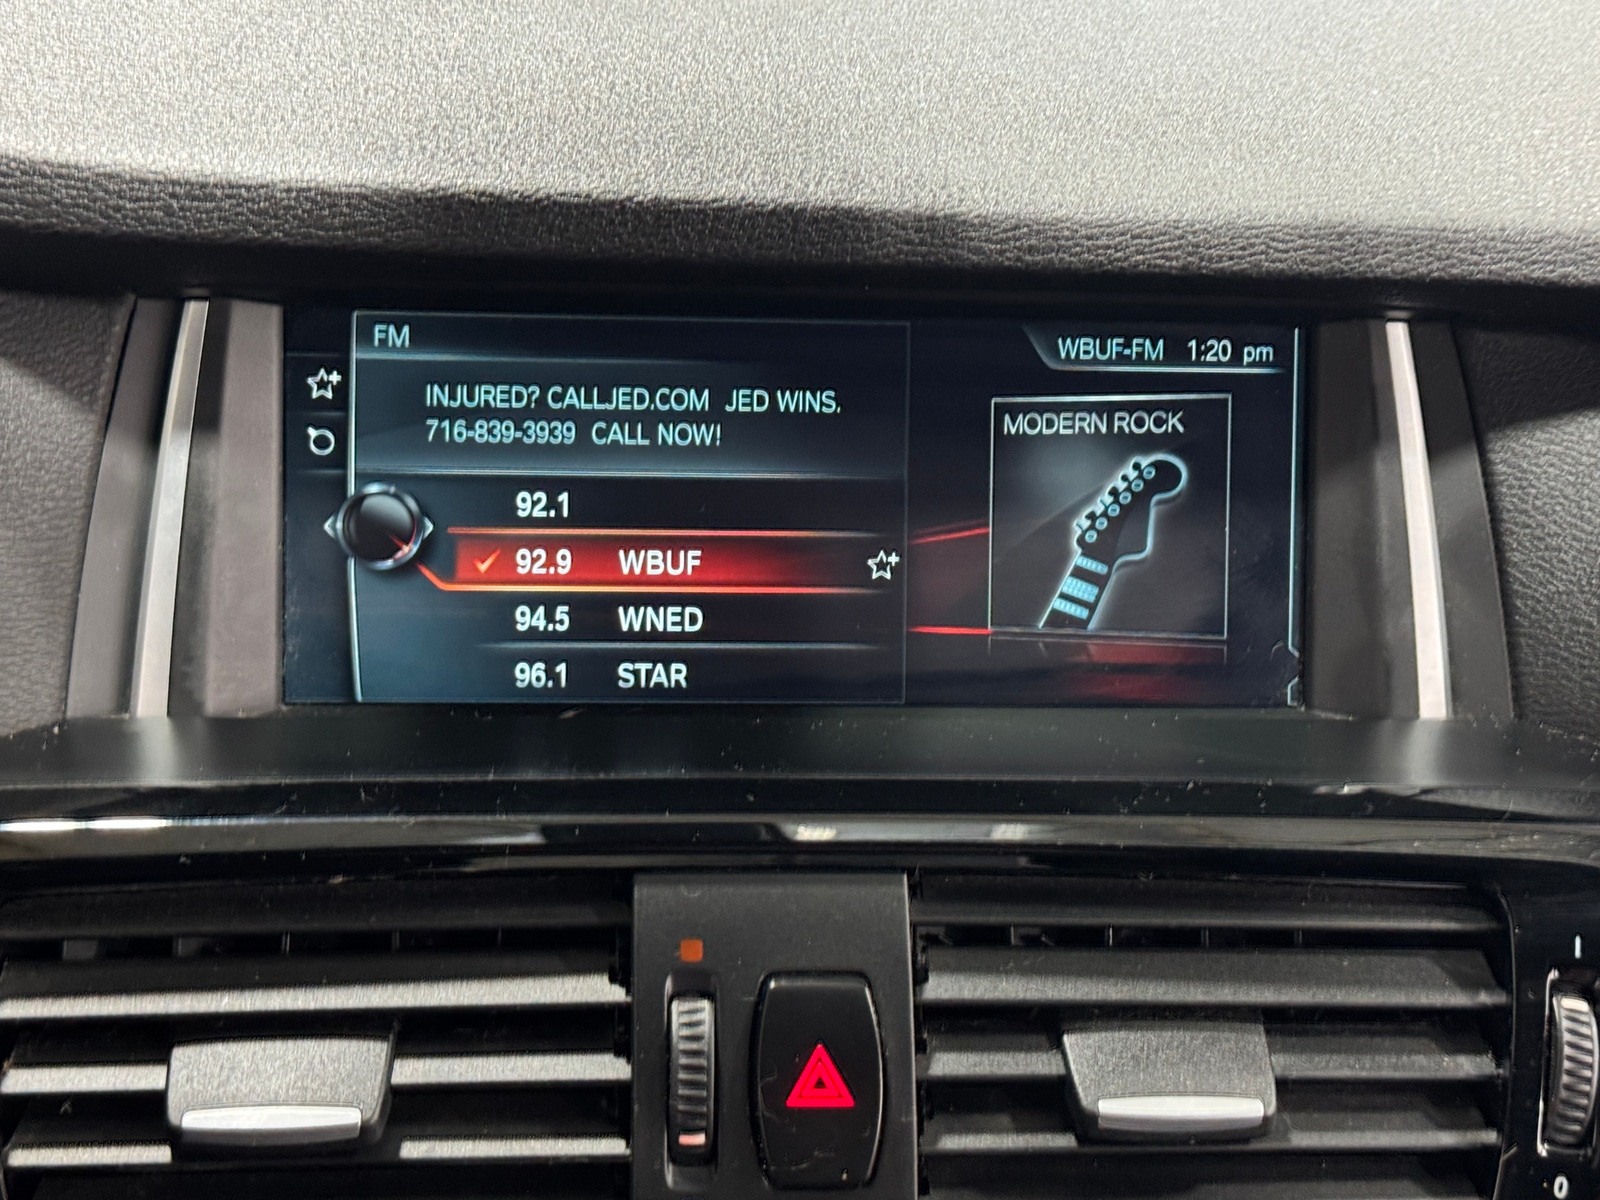 FM
WBUF-FM 1:20 pm
INJURED? CALLJED.COM JED WINS.
716-839-3939 CALL NOW!
MODERN ROCK
92.1
92.9 WBUF
94.5 WNED
96.1 STAR
0